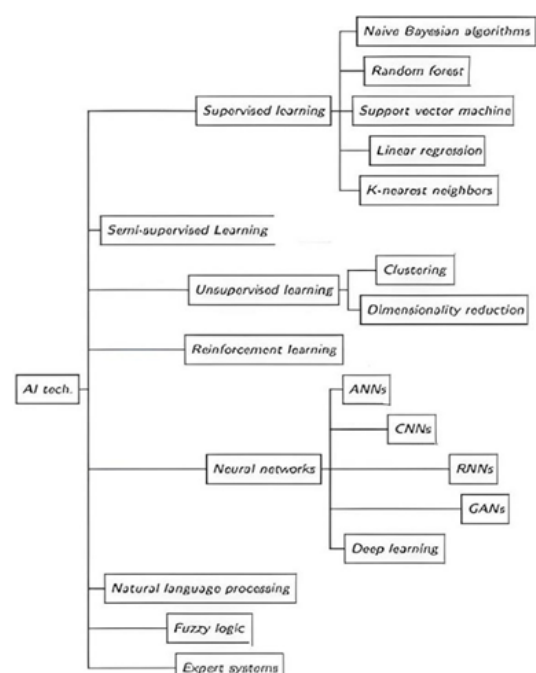 Naive Bayesian algorithms
Random forest
Supervised learning
Support vector machine
Linear regression
K-nearest neighbors
Semi-supervised Learning
Clustering
Unsupervised learning
Dimensionality reduction
Reinforcement learning
AI tech.
ANNs
CNNs
Neural networks
RNNs
GANs
Deep learning
Natural language processing
Fuzzy logic
Expert systems